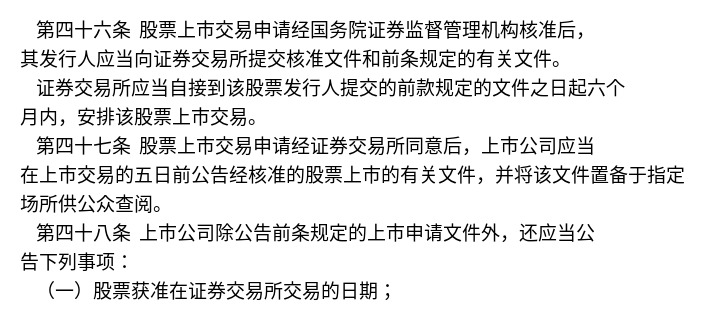 第四十六条 股票上市交易申请经国务院证券监督管理机构核准后，
其发行人应当向证券交易所提交核准文件和前条规定的有关文件。
证券交易所应当自接到该股票发行人提交的前款规定的文件之日起六个
月内，安排该股票上市交易。
第四十七条 股票上市交易申请经证券交易所同意后，上市公司应当
在上市交易的五日前公告经核准的股票上市的有关文件，并将该文件置备于指定
场所供公众查阅。
第四十八条 上市公司除公告前条规定的上市申请文件外，还应当公
告下列事项：
（一）股票获准在证券交易所交易的日期；